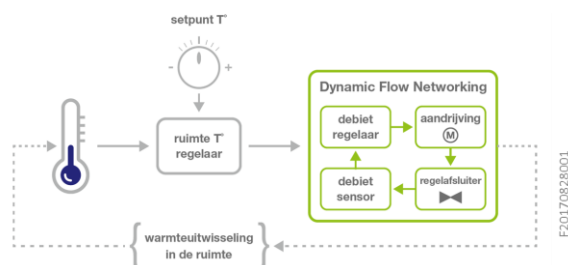 setpunt T°
- +
Dynamic Flow Networking
ruimte T°
regelaar
debiet
regelaar
aandrijving
M
debiet
sensor
regelafsluiter
warmteuitwisseling
in de ruimte
F20170828001